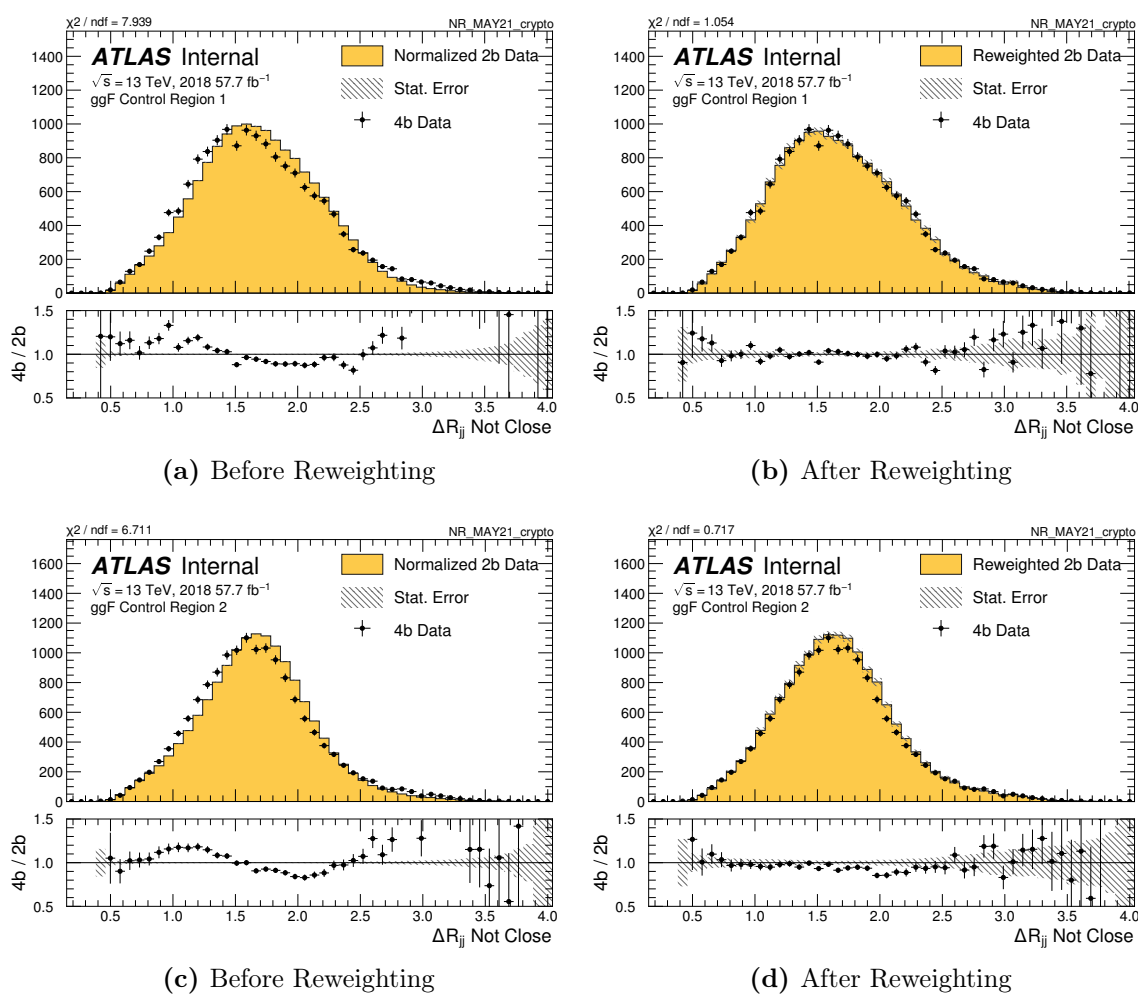 χ2 / ndf = 7.939 NR_MAY21_crypto
ATLAS Internal
√s = 13 TeV, 2018 57.7 fb⁻¹
ggF Control Region 1
Normalized 2b Data
Stat. Error
4b Data
1400
1200
1000
800
600
400
200
0
1.5
1.0
0.5
4b / 2b
0.5 1.0 1.5 2.0 2.5 3.0 3.5 4.0
ΔRjj Not Close
(a) Before Reweighting
χ2 / ndf = 1.054 NR_MAY21_crypto
ATLAS Internal
√s = 13 TeV, 2018 57.7 fb⁻¹
ggF Control Region 1
Reweighted 2b Data
Stat. Error
4b Data
1400
1200
1000
800
600
400
200
0
1.5
1.0
0.5
4b / 2b
0.5 1.0 1.5 2.0 2.5 3.0 3.5 4.0
ΔRjj Not Close
(b) After Reweighting
χ2 / ndf = 6.711 NR_MAY21_crypto
ATLAS Internal
√s = 13 TeV, 2018 57.7 fb⁻¹
ggF Control Region 2
Normalized 2b Data
Stat. Error
4b Data
1600
1400
1200
1000
800
600
400
200
0
1.5
1.0
0.5
4b / 2b
0.5 1.0 1.5 2.0 2.5 3.0 3.5 4.0
ΔRjj Not Close
(c) Before Reweighting
χ2 / ndf = 0.717 NR_MAY21_crypto
ATLAS Internal
√s = 13 TeV, 2018 57.7 fb⁻¹
ggF Control Region 2
Reweighted 2b Data
Stat. Error
4b Data
1600
1400
1200
1000
800
600
400
200
0
1.5
1.0
0.5
4b / 2b
0.5 1.0 1.5 2.0 2.5 3.0 3.5 4.0
ΔRjj Not Close
(d) After Reweighting